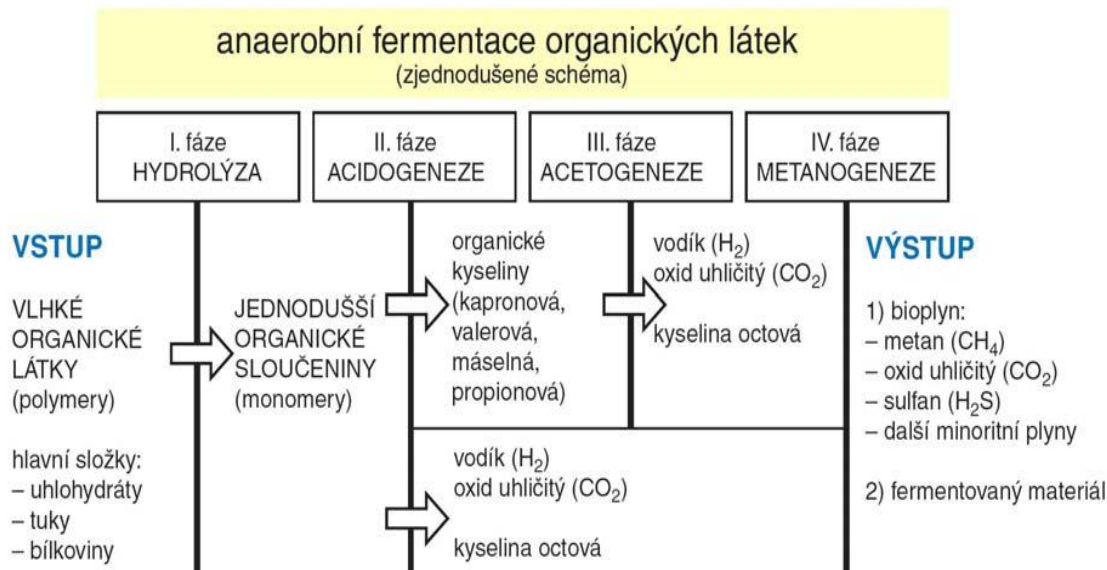 anaerobní fermentace organických látek
(zjednodušené schéma)
I. fáze
HYDROLÝZA
II. fáze
ACIDOGENEZE
III. fáze
ACETOGENEZE
IV. fáze
METANOGENEZE
VSTUP
VLHKÉ
ORGANICKÉ
LÁTKY
(polymery)
hlavní složky:
– uhlohydráty
– tuky
– bílkoviny
JEDNODUŠŠÍ
ORGANICKÉ
SLOUČENINY
(monomery)
organické
kyseliny
(kapronová,
valerová,
máselná,
propionová)
vodík (H₂)
oxid uhličitý (CO₂)
kyselina octová
vodík (H₂)
oxid uhličitý (CO₂)
kyselina octová
VÝSTUP
1) bioplyn:
– metan (CH₄)
– oxid uhličitý (CO₂)
– sulfan (H₂S)
– další minoritní plyny
2) fermentovaný materiál